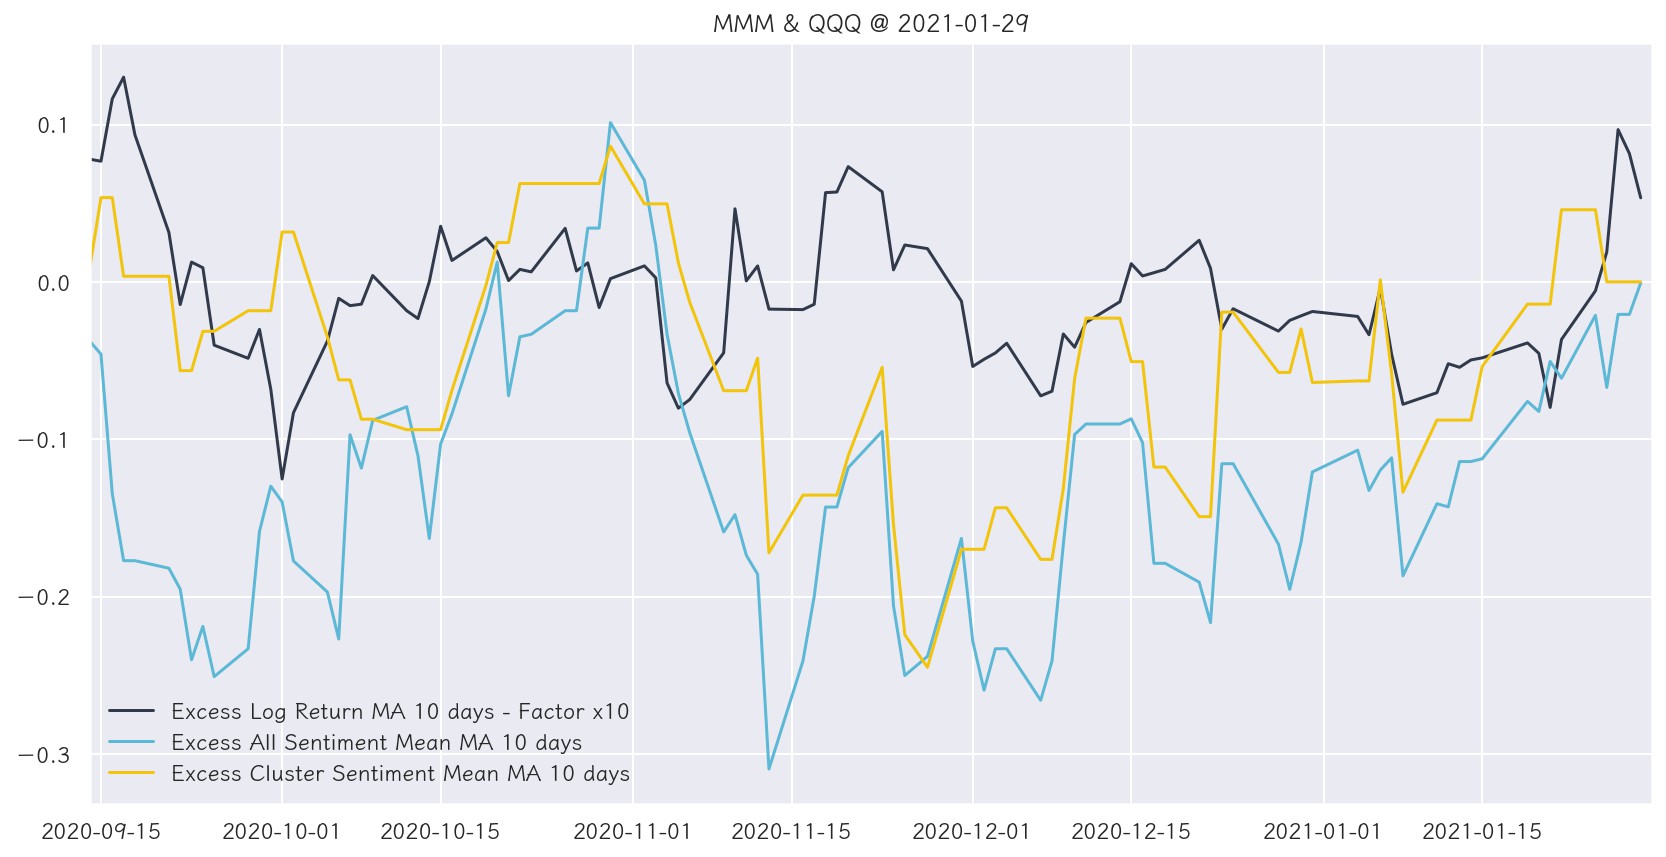 MMM & QQQ @ 2021-01-29
0.1
0.0
−0.1
−0.2
−0.3
Excess Log Return MA 10 days - Factor x10
Excess All Sentiment Mean MA 10 days
Excess Cluster Sentiment Mean MA 10 days
2020-09-15 2020-10-01 2020-10-15 2020-11-01 2020-11-15 2020-12-01 2020-12-15 2021-01-01 2021-01-15